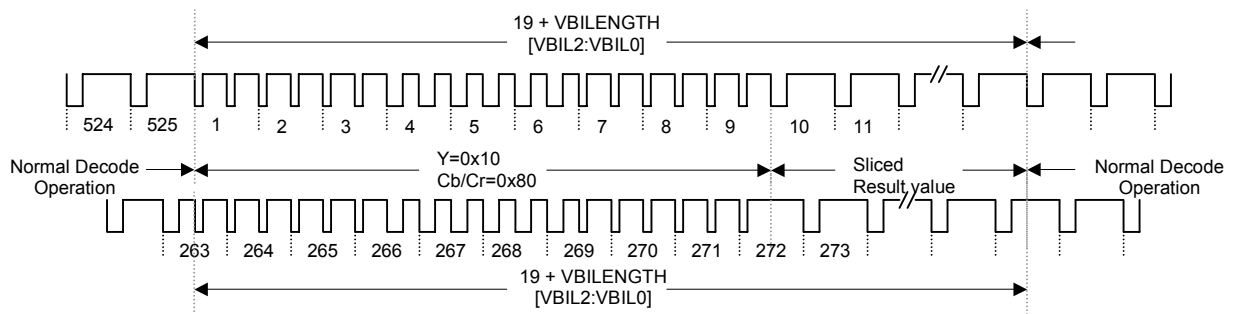 19 + VBILENGTH
[VBIL2:VBIL0]
524 525 1 2 3 4 5 6 7 8 9 10 11
Normal Decode
Operation
Y=0x10
Cb/Cr=0x80
Sliced
Result value
Normal Decode
Operation
263 264 265 266 267 268 269 270 271 272 273
19 + VBILENGTH
[VBIL2:VBIL0]